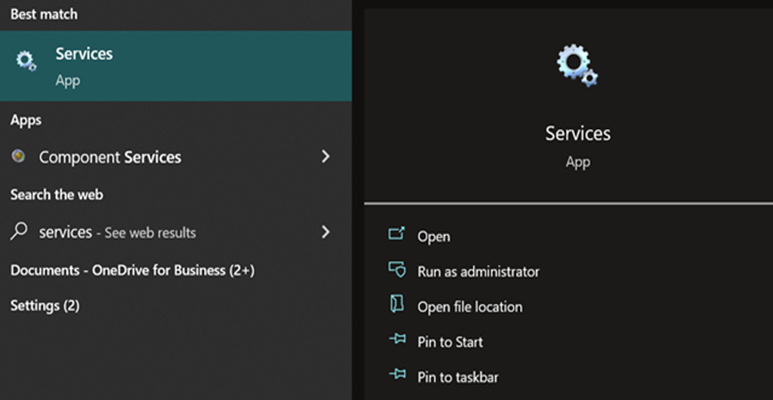 Best match
Services
App
Apps
Component Services
Search the web
services - See web results
Documents - OneDrive for Business (2+)
Settings (2)
Services
App
Open
Run as administrator
Open file location
Pin to Start
Pin to taskbar